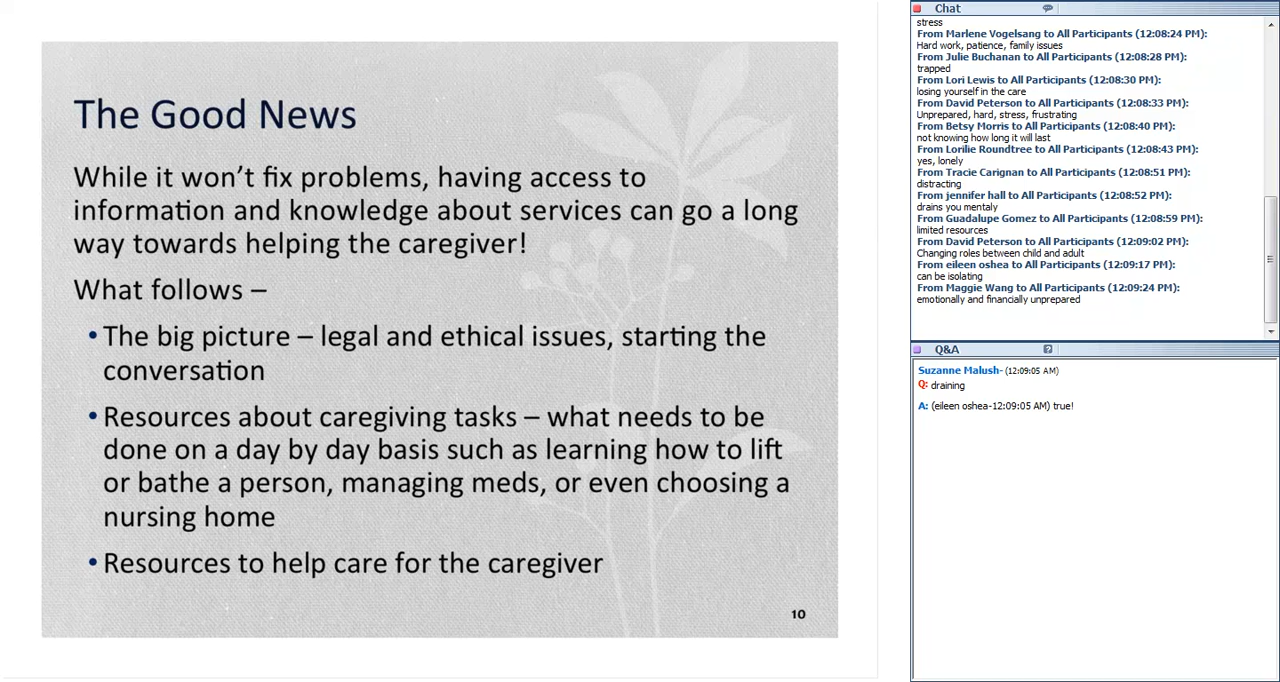 The Good News
While it won't fix problems, having access to
information and knowledge about services can go a long
way towards helping the caregiver!
What follows –
•The big picture – legal and ethical issues, starting the
conversation
•Resources about caregiving tasks – what needs to be
done on a day by day basis such as learning how to lift
or bathe a person, managing meds, or even choosing a
nursing home
•Resources to help care for the caregiver
10
Chat
stress
From Marlene Vogelsang to All Participants (12:08:24 PM):
Hard work, patience, family issues
From Julie Buchanan to All Participants (12:08:28 PM):
trapped
From Lori Lewis to All Participants (12:08:30 PM):
losing yourself in the care
From David Peterson to All Participants (12:08:33 PM):
Unprepared, hard, stress, frustrating
From Betsy Morris to All Participants (12:08:40 PM):
not knowing how long it will last
From Lorilie Roundtree to All Participants (12:08:43 PM):
yes, lonely
From Tracie Carignan to All Participants (12:08:51 PM):
distracting
From jennifer hall to All Participants (12:08:52 PM):
drains you mentaly
From Guadalupe Gomez to All Participants (12:08:59 PM):
limited resources
From David Peterson to All Participants (12:09:02 PM):
Changing roles between child and adult
From eileen oshea to All Participants (12:09:17 PM):
can be isolating
From Maggie Wang to All Participants (12:09:24 PM):
emotionally and financially unprepared
Q&A
Suzanne Malush- (12:09:05 AM)
Q: draining
A: (eileen oshea-12:09:05 AM) true!